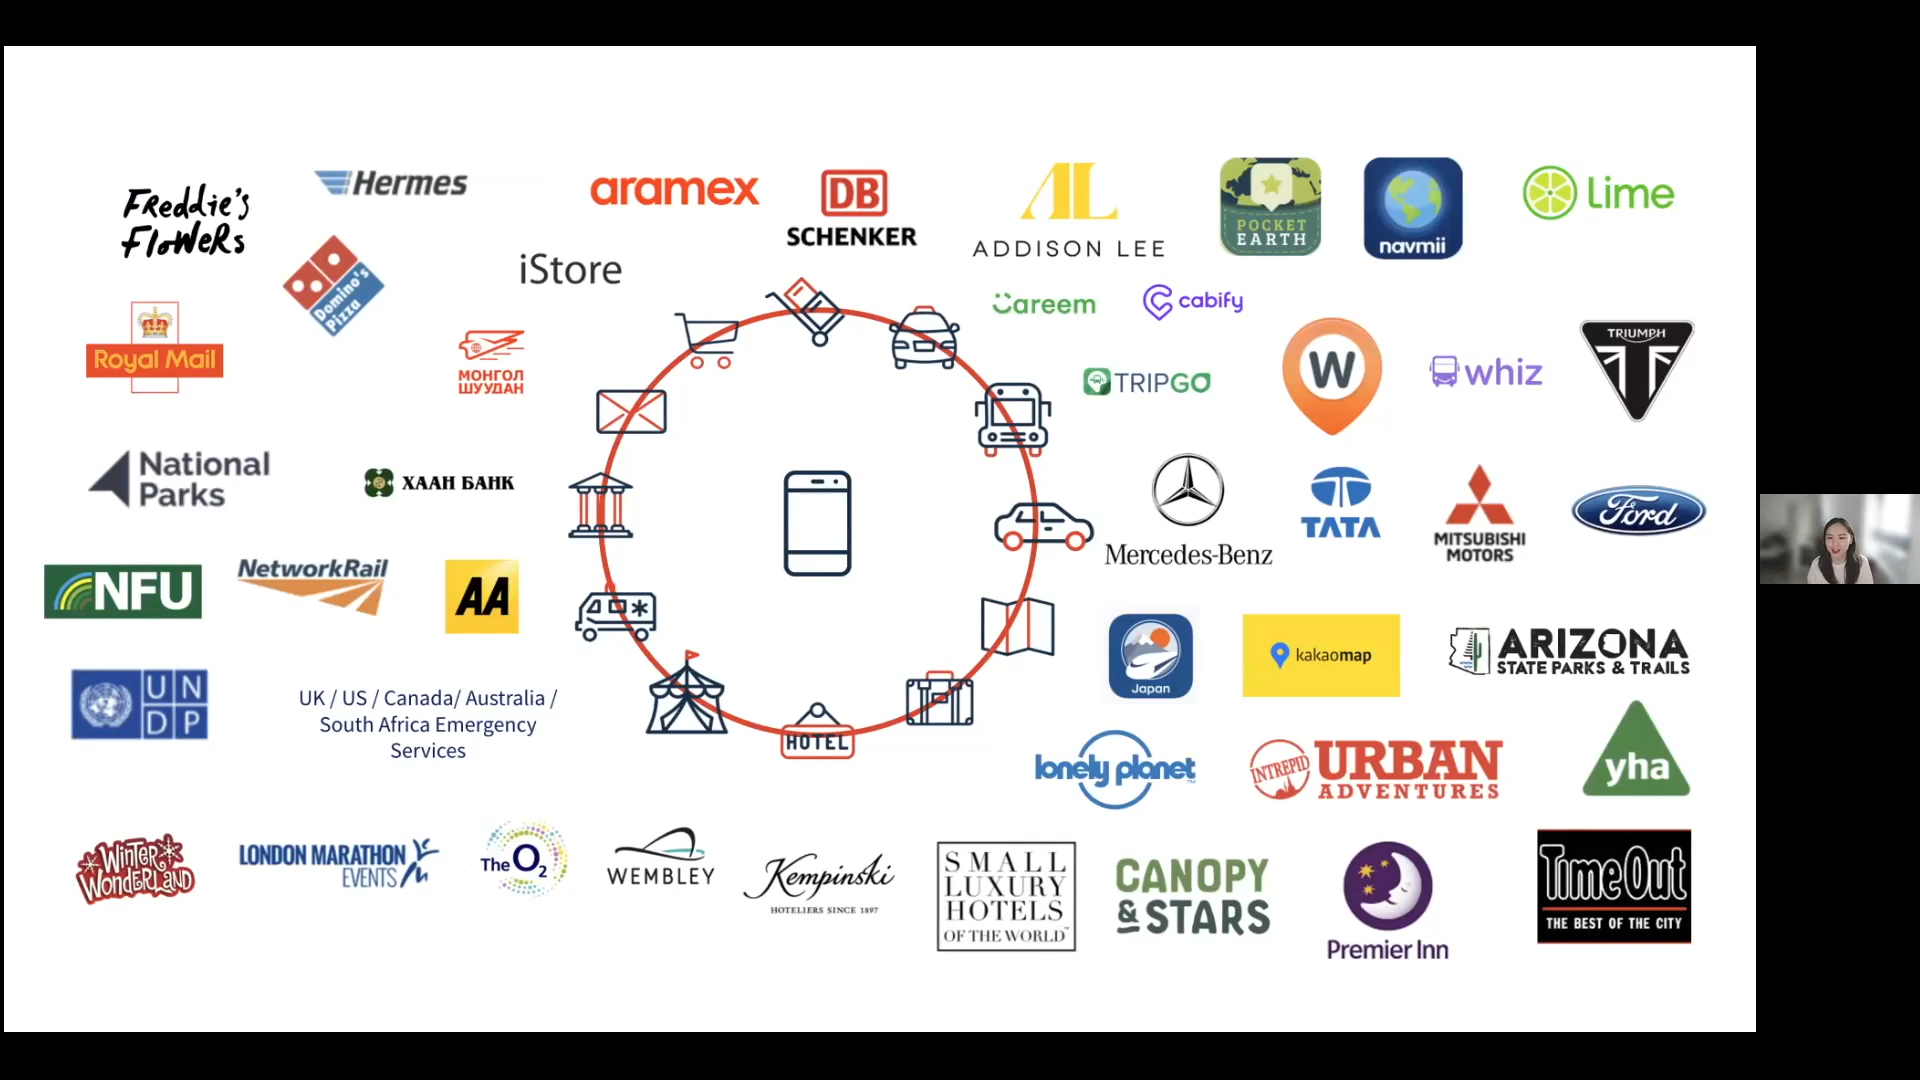 Freddie's
Flowers
Hermes
aramex
DB
SCHENKER
AL
ADDISON LEE
POCKET
EARTH
navmii
Lime
Domino's
Pizza
iStore
Careem
cabify
Royal Mail
МОНГОЛ
ШУУДАН
TRIPGO
W
whiz
TRIUMPH
National
Parks
ХААН БАНК
Mercedes-Benz
TATA
MITSUBISHI
MOTORS
Ford
NFU
NetworkRail
AA
Japan
kakaomap
ARIZONA
STATE PARKS & TRAILS
UN
DP
UK / US / Canada/ Australia /
South Africa Emergency
Services
HOTEL
lonely planet
INTREPID
URBAN
ADVENTURES
yha
WINTER
WONDERLAND
LONDON MARATHON
EVENTS
The O2
WEMBLEY
Kempinski
HOTELIERS SINCE 1897
SMALL
LUXURY
HOTELS
OF THE WORLD™
CANOPY
& STARS
Premier Inn
TimeOut
THE BEST OF THE CITY